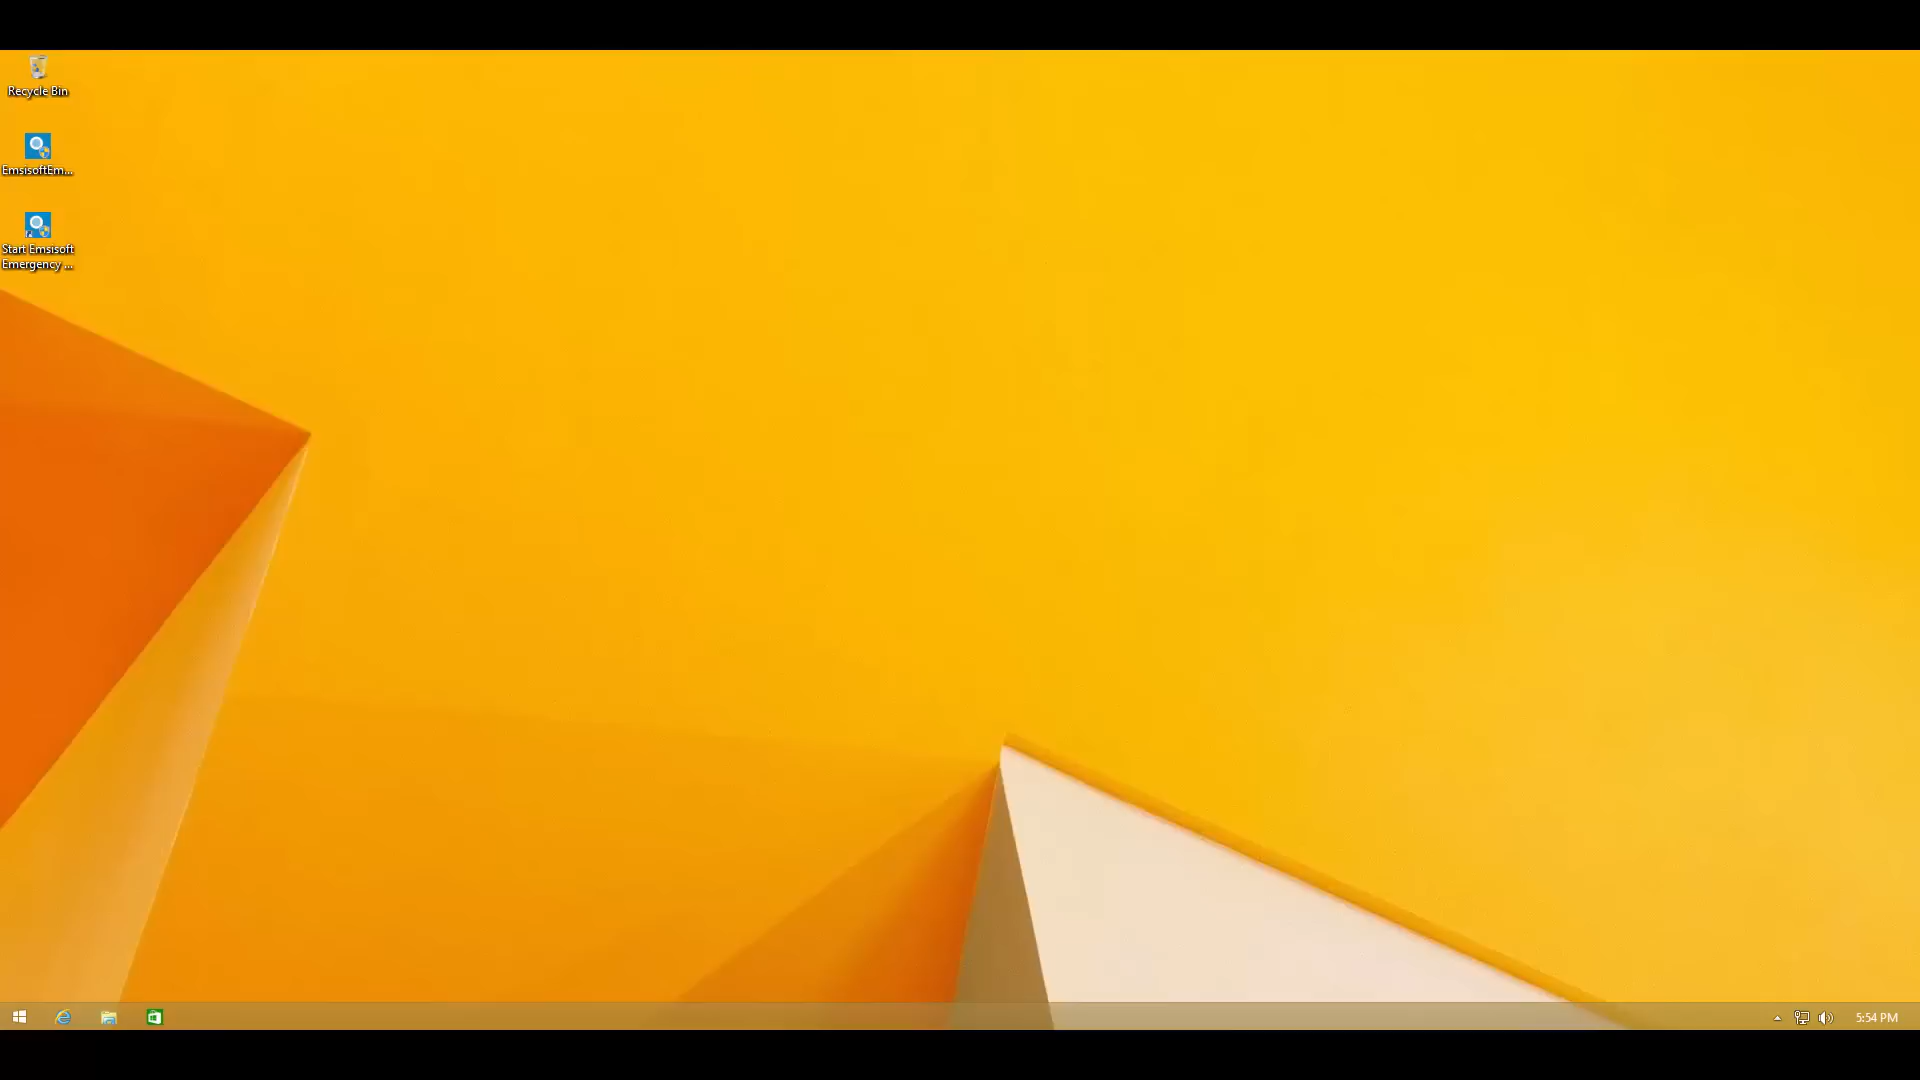 Recycle Bin
EmsisoftEm...
Start Emsisoft
Emergency ...
5:54 PM